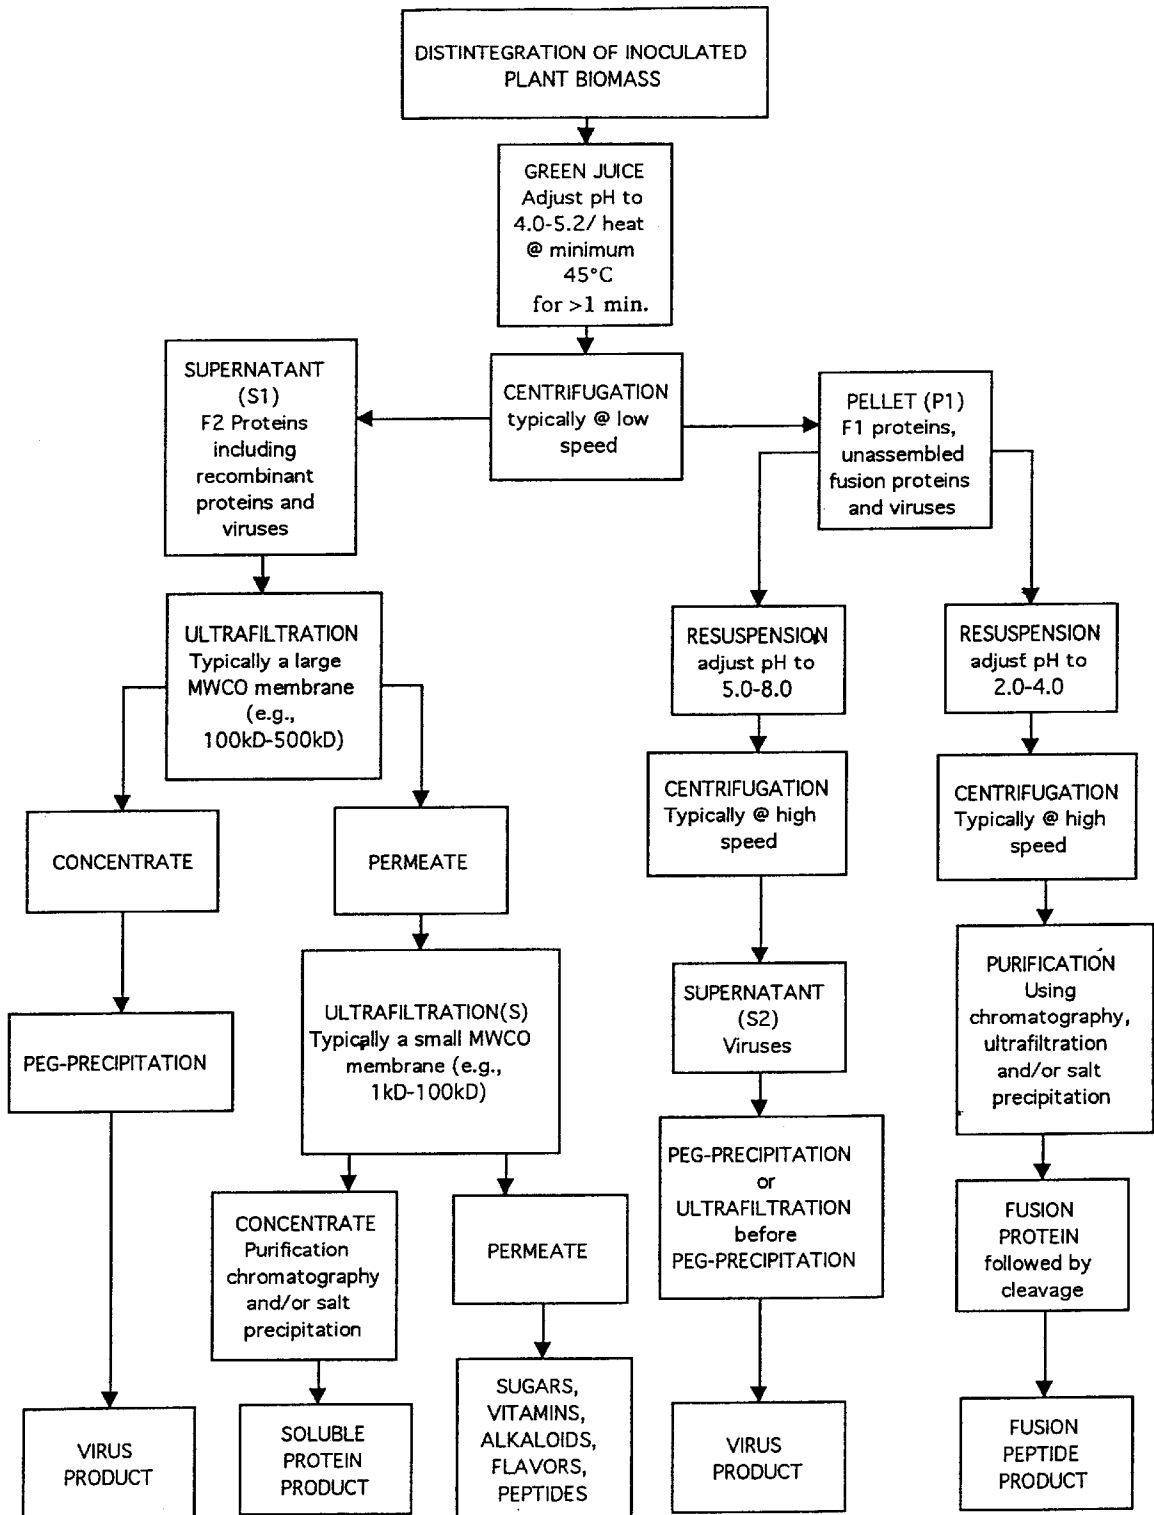 DISTINTEGRATION OF INOCULATED
PLANT BIOMASS
GREEN JUICE
Adjust pH to
4.0-5.2/ heat
@ minimum
45°C
for >1 min.
SUPERNATANT
(S1)
F2 Proteins
including
recombinant
proteins and
viruses
CENTRIFUGATION
typically @ low
speed
PELLET (P1)
F1 proteins,
unassembled
fusion proteins
and viruses
ULTRAFILTRATION
Typically a large
MWCO membrane
(e.g.,
100kD-500kD)
RESUSPENSION
adjust pH to
5.0-8.0
RESUSPENSION
adjust pH to
2.0-4.0
CENTRIFUGATION
Typically @ high
speed
CENTRIFUGATION
Typically @ high
speed
CONCENTRATE
PERMEATE
PEG-PRECIPITATION
ULTRAFILTRATION(S)
Typically a small MWCO
membrane (e.g.,
1kD-100kD)
SUPERNATANT
(S2)
Viruses
PURIFICATION
Using
chromatography,
ultrafiltration
and/or salt
precipitation
CONCENTRATE
Purification
chromatography
and/or salt
precipitation
PERMEATE
PEG-PRECIPITATION
or
ULTRAFILTRATION
before
PEG-PRECIPITATION
FUSION
PROTEIN
followed by
cleavage
VIRUS
PRODUCT
SOLUBLE
PROTEIN
PRODUCT
SUGARS,
VITAMINS,
ALKALOIDS,
FLAVORS,
PEPTIDES
VIRUS
PRODUCT
FUSION
PEPTIDE
PRODUCT